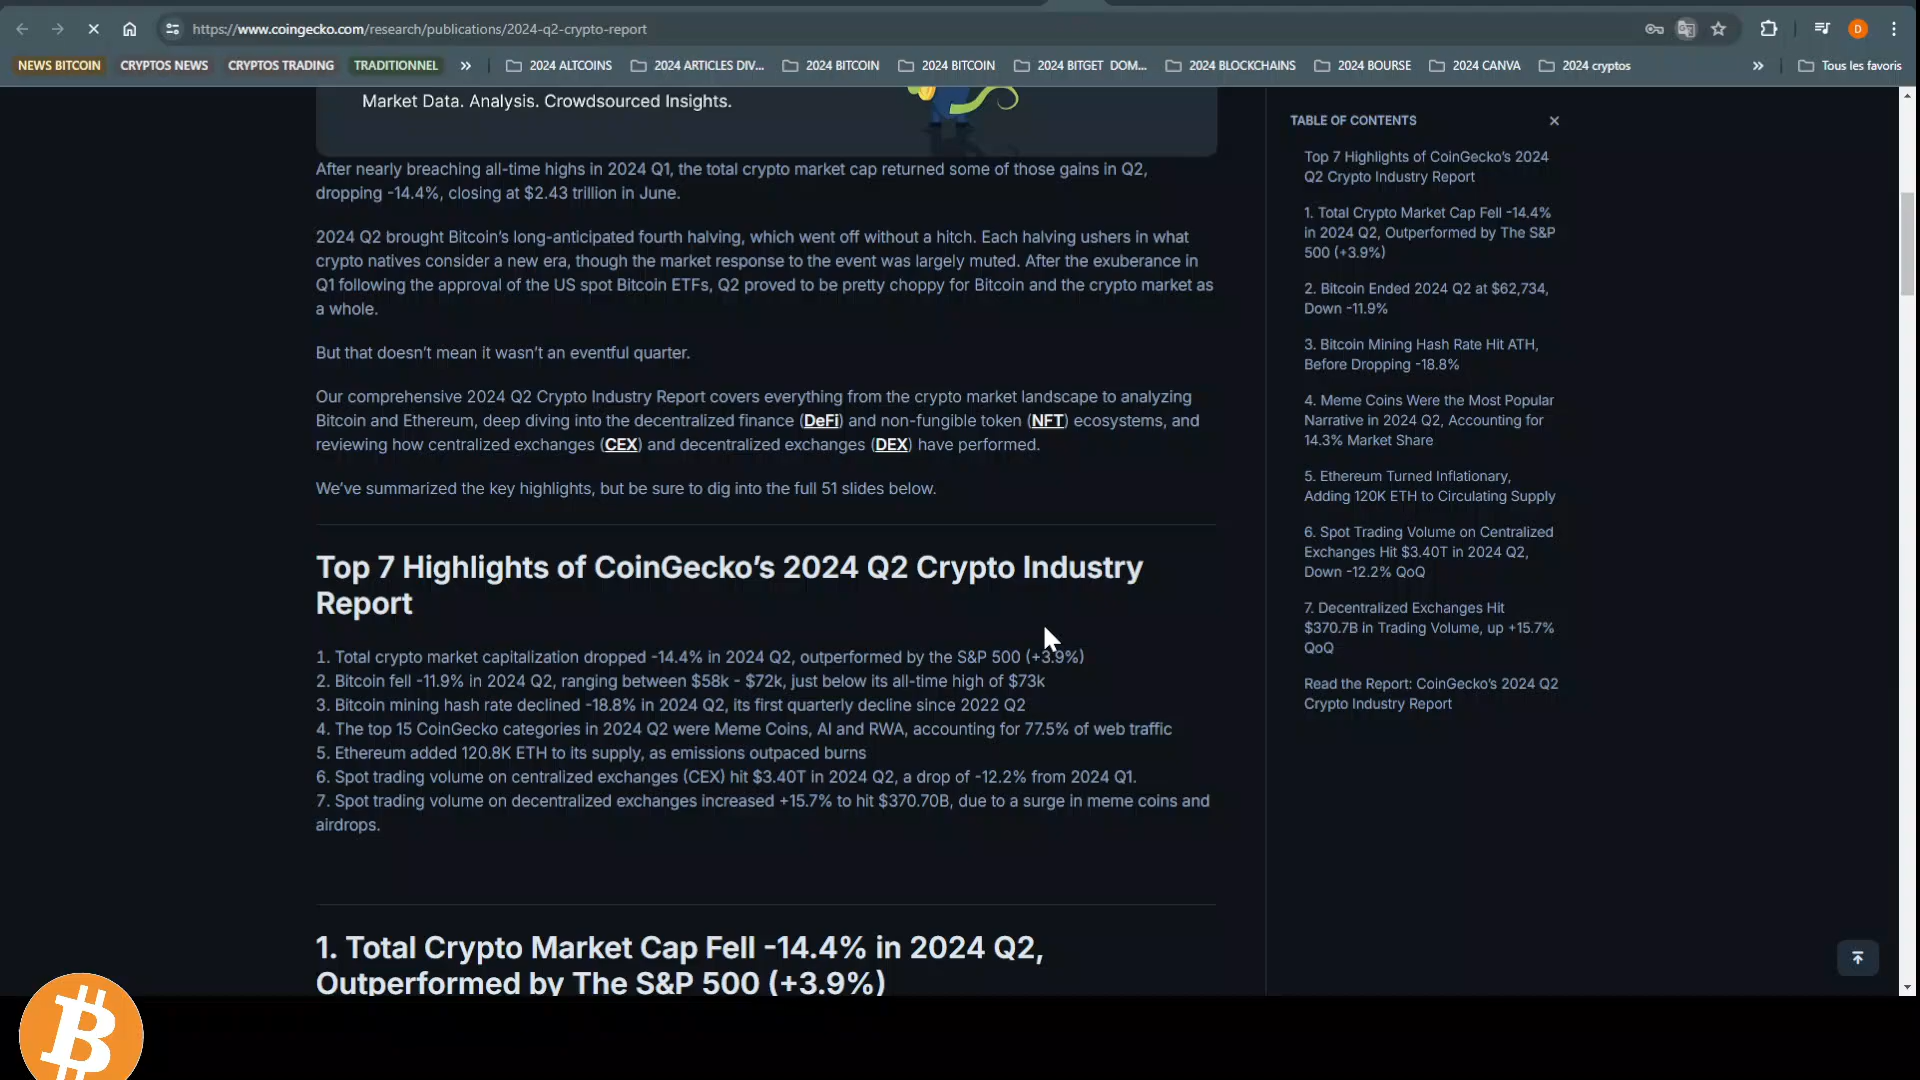 https://www.coingecko.com/research/publications/2024-q2-crypto-report
NEWS BITCOIN CRYPTOS NEWS CRYPTOS TRADING TRADITIONNEL » 2024 ALTCOINS 2024 ARTICLES DIV... 2024 BITCOIN 2024 BITCOIN 2024 BITGET DOM... 2024 BLOCKCHAINS 2024 BOURSE 2024 CANVA 2024 cryptos » Tous les favoris
Market Data. Analysis. Crowdsourced Insights.
After nearly breaching all-time highs in 2024 Q1, the total crypto market cap returned some of those gains in Q2,
dropping -14.4%, closing at $2.43 trillion in June.
2024 Q2 brought Bitcoin's long-anticipated fourth halving, which went off without a hitch. Each halving ushers in what
crypto natives consider a new era, though the market response to the event was largely muted. After the exuberance in
Q1 following the approval of the US spot Bitcoin ETFs, Q2 proved to be pretty choppy for Bitcoin and the crypto market as
a whole.
But that doesn't mean it wasn't an eventful quarter.
Our comprehensive 2024 Q2 Crypto Industry Report covers everything from the crypto market landscape to analyzing
Bitcoin and Ethereum, deep diving into the decentralized finance (DeFi) and non-fungible token (NFT) ecosystems, and
reviewing how centralized exchanges (CEX) and decentralized exchanges (DEX) have performed.
We've summarized the key highlights, but be sure to dig into the full 51 slides below.
Top 7 Highlights of CoinGecko's 2024 Q2 Crypto Industry
Report
1. Total crypto market capitalization dropped -14.4% in 2024 Q2, outperformed by the S&P 500 (+3.9%)
2. Bitcoin fell -11.9% in 2024 Q2, ranging between $58k - $72k, just below its all-time high of $73k
3. Bitcoin mining hash rate declined -18.8% in 2024 Q2, its first quarterly decline since 2022 Q2
4. The top 15 CoinGecko categories in 2024 Q2 were Meme Coins, AI and RWA, accounting for 77.5% of web traffic
5. Ethereum added 120.8K ETH to its supply, as emissions outpaced burns
6. Spot trading volume on centralized exchanges (CEX) hit $3.40T in 2024 Q2, a drop of -12.2% from 2024 Q1.
7. Spot trading volume on decentralized exchanges increased +15.7% to hit $370.70B, due to a surge in meme coins and
airdrops.
1. Total Crypto Market Cap Fell -14.4% in 2024 Q2,
Outperformed by The S&P 500 (+3.9%)
TABLE OF CONTENTS
Top 7 Highlights of CoinGecko's 2024
Q2 Crypto Industry Report
1. Total Crypto Market Cap Fell -14.4%
in 2024 Q2, Outperformed by The S&P
500 (+3.9%)
2. Bitcoin Ended 2024 Q2 at $62,734,
Down -11.9%
3. Bitcoin Mining Hash Rate Hit ATH,
Before Dropping -18.8%
4. Meme Coins Were the Most Popular
Narrative in 2024 Q2, Accounting for
14.3% Market Share
5. Ethereum Turned Inflationary,
Adding 120K ETH to Circulating Supply
6. Spot Trading Volume on Centralized
Exchanges Hit $3.40T in 2024 Q2,
Down -12.2% QoQ
7. Decentralized Exchanges Hit
$370.7B in Trading Volume, up +15.7%
QoQ
Read the Report: CoinGecko's 2024 Q2
Crypto Industry Report